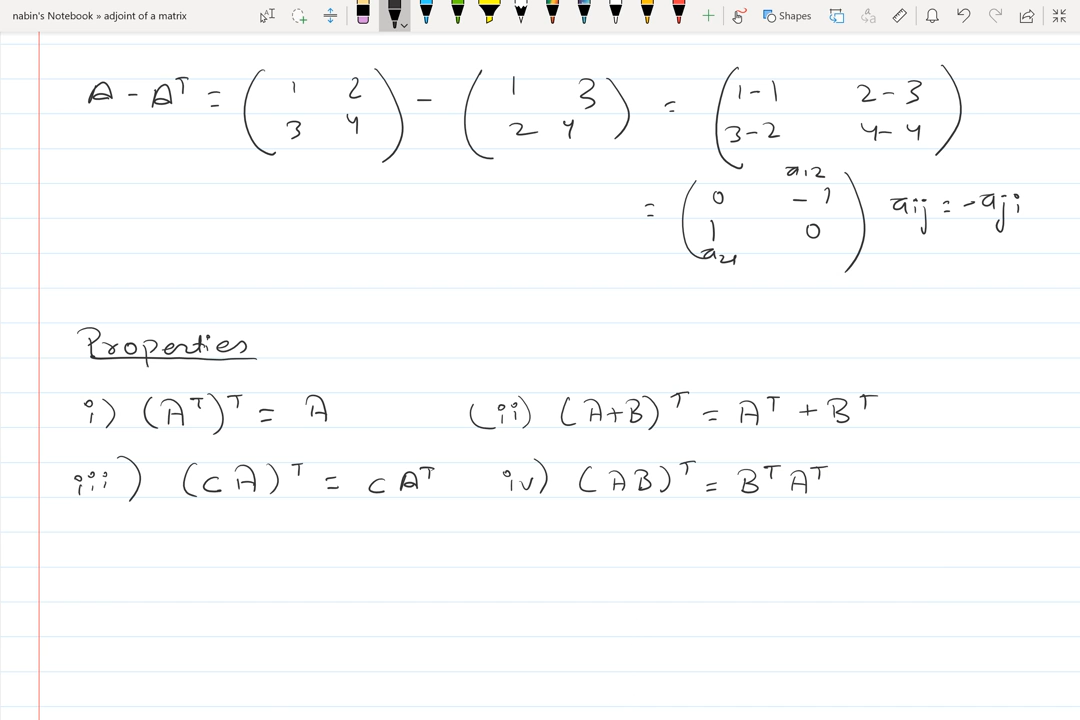 nabin's Notebook » adjoint of a matrix Shapes
A - Aᵀ = ( 1 2 ) - ( 1 3 ) = ( 1-1 2-3 )
( 3 4 ) ( 2 4 ) ( 3-2 4-4 )
a12
= ( 0 -1 ) aij = -aji
( 1 0 )
a21
Properties
i) (Aᵀ)ᵀ = A (ii) (A+B)ᵀ = Aᵀ + Bᵀ
iii) (cA)ᵀ = cAᵀ iv) (AB)ᵀ = BᵀAᵀ